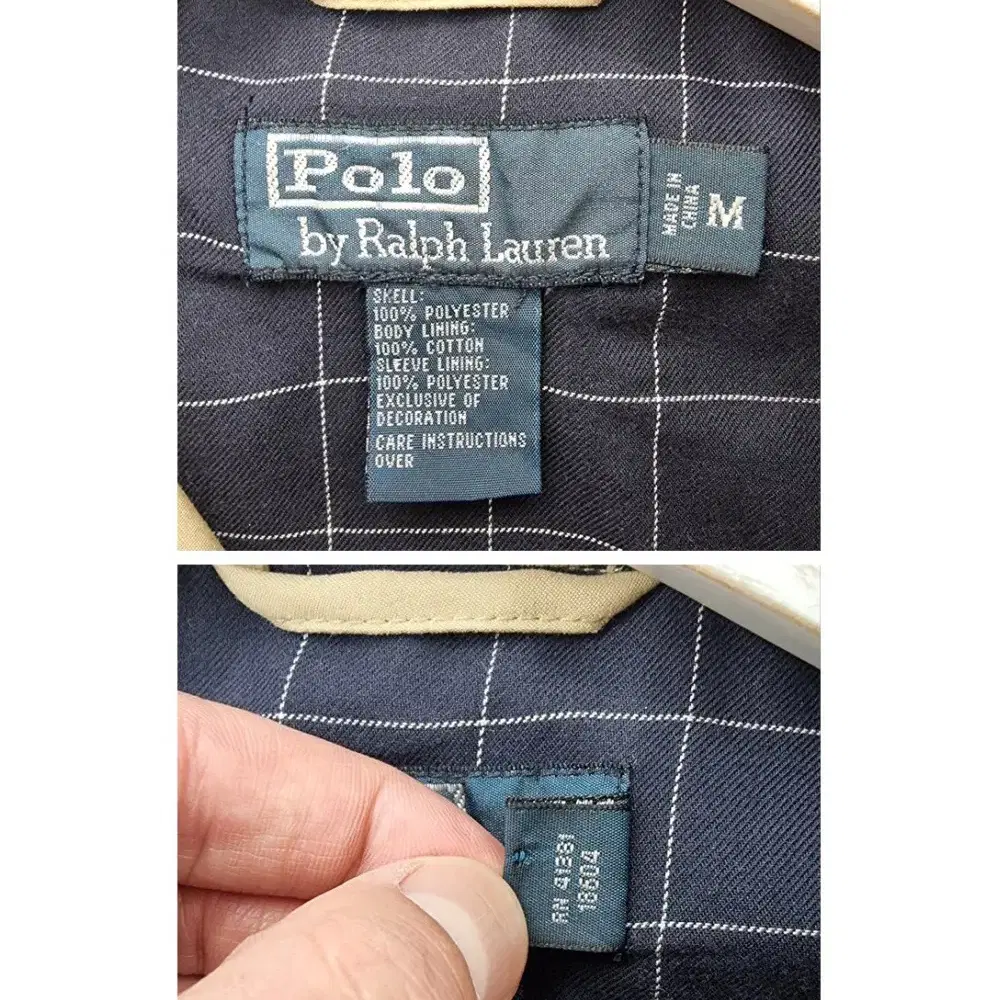 Polo
by Ralph Lauren
MADE IN
CHINA
M
SHELL:
100% POLYESTER
BODY LINING:
100% COTTON
SLEEVE LINING:
100% POLYESTER
EXCLUSIVE OF
DECORATION
CARE INSTRUCTIONS
OVER
RN 41381
18604